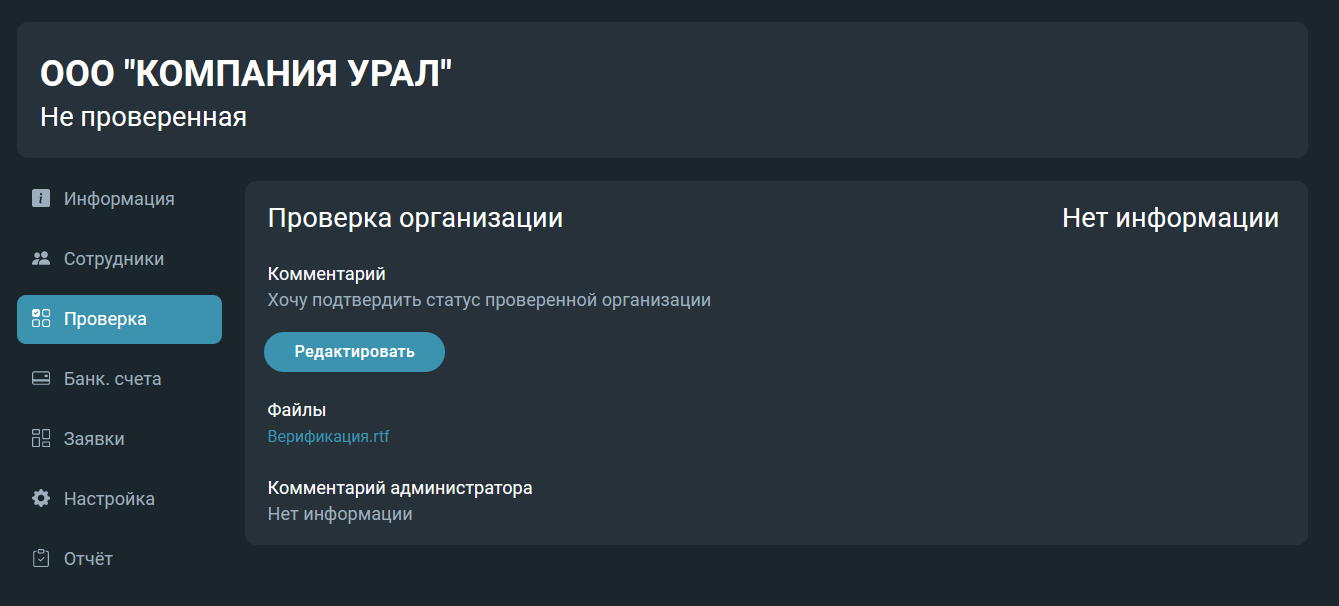 ООО "КОМПАНИЯ УРАЛ"
Не проверенная
Информация
Сотрудники
Проверка
Банк. счета
Заявки
Настройка
Отчёт
Проверка организации
Нет информации
Комментарий
Хочу подтвердить статус проверенной организации
Редактировать
Файлы
Верификация.rtf
Комментарий администратора
Нет информации